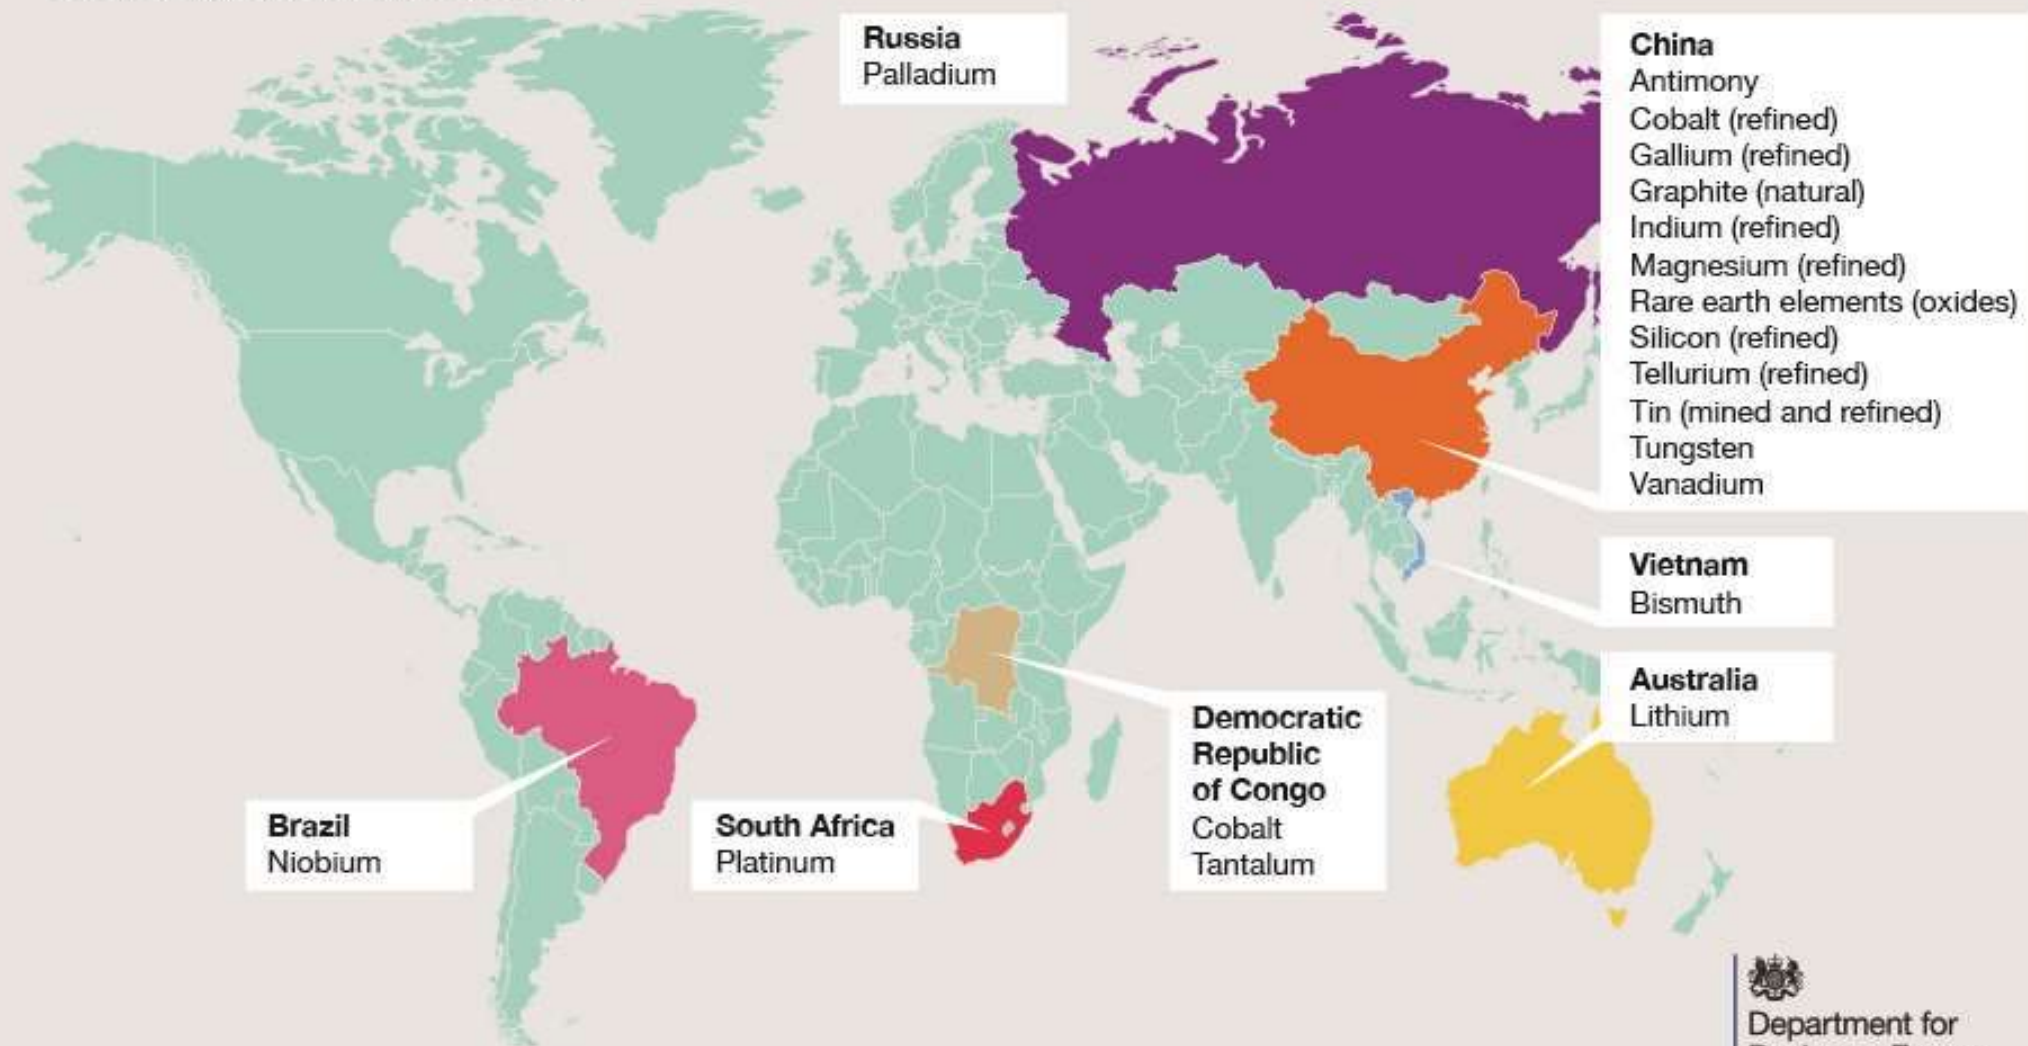 Russia
Palladium
China
Antimony
Cobalt (refined)
Gallium (refined)
Graphite (natural)
Indium (refined)
Magnesium (refined)
Rare earth elements (oxides)
Silicon (refined)
Tellurium (refined)
Tin (mined and refined)
Tungsten
Vanadium
Vietnam
Bismuth
Australia
Lithium
Democratic
Republic
of Congo
Cobalt
Tantalum
Brazil
Niobium
South Africa
Platinum
Department for